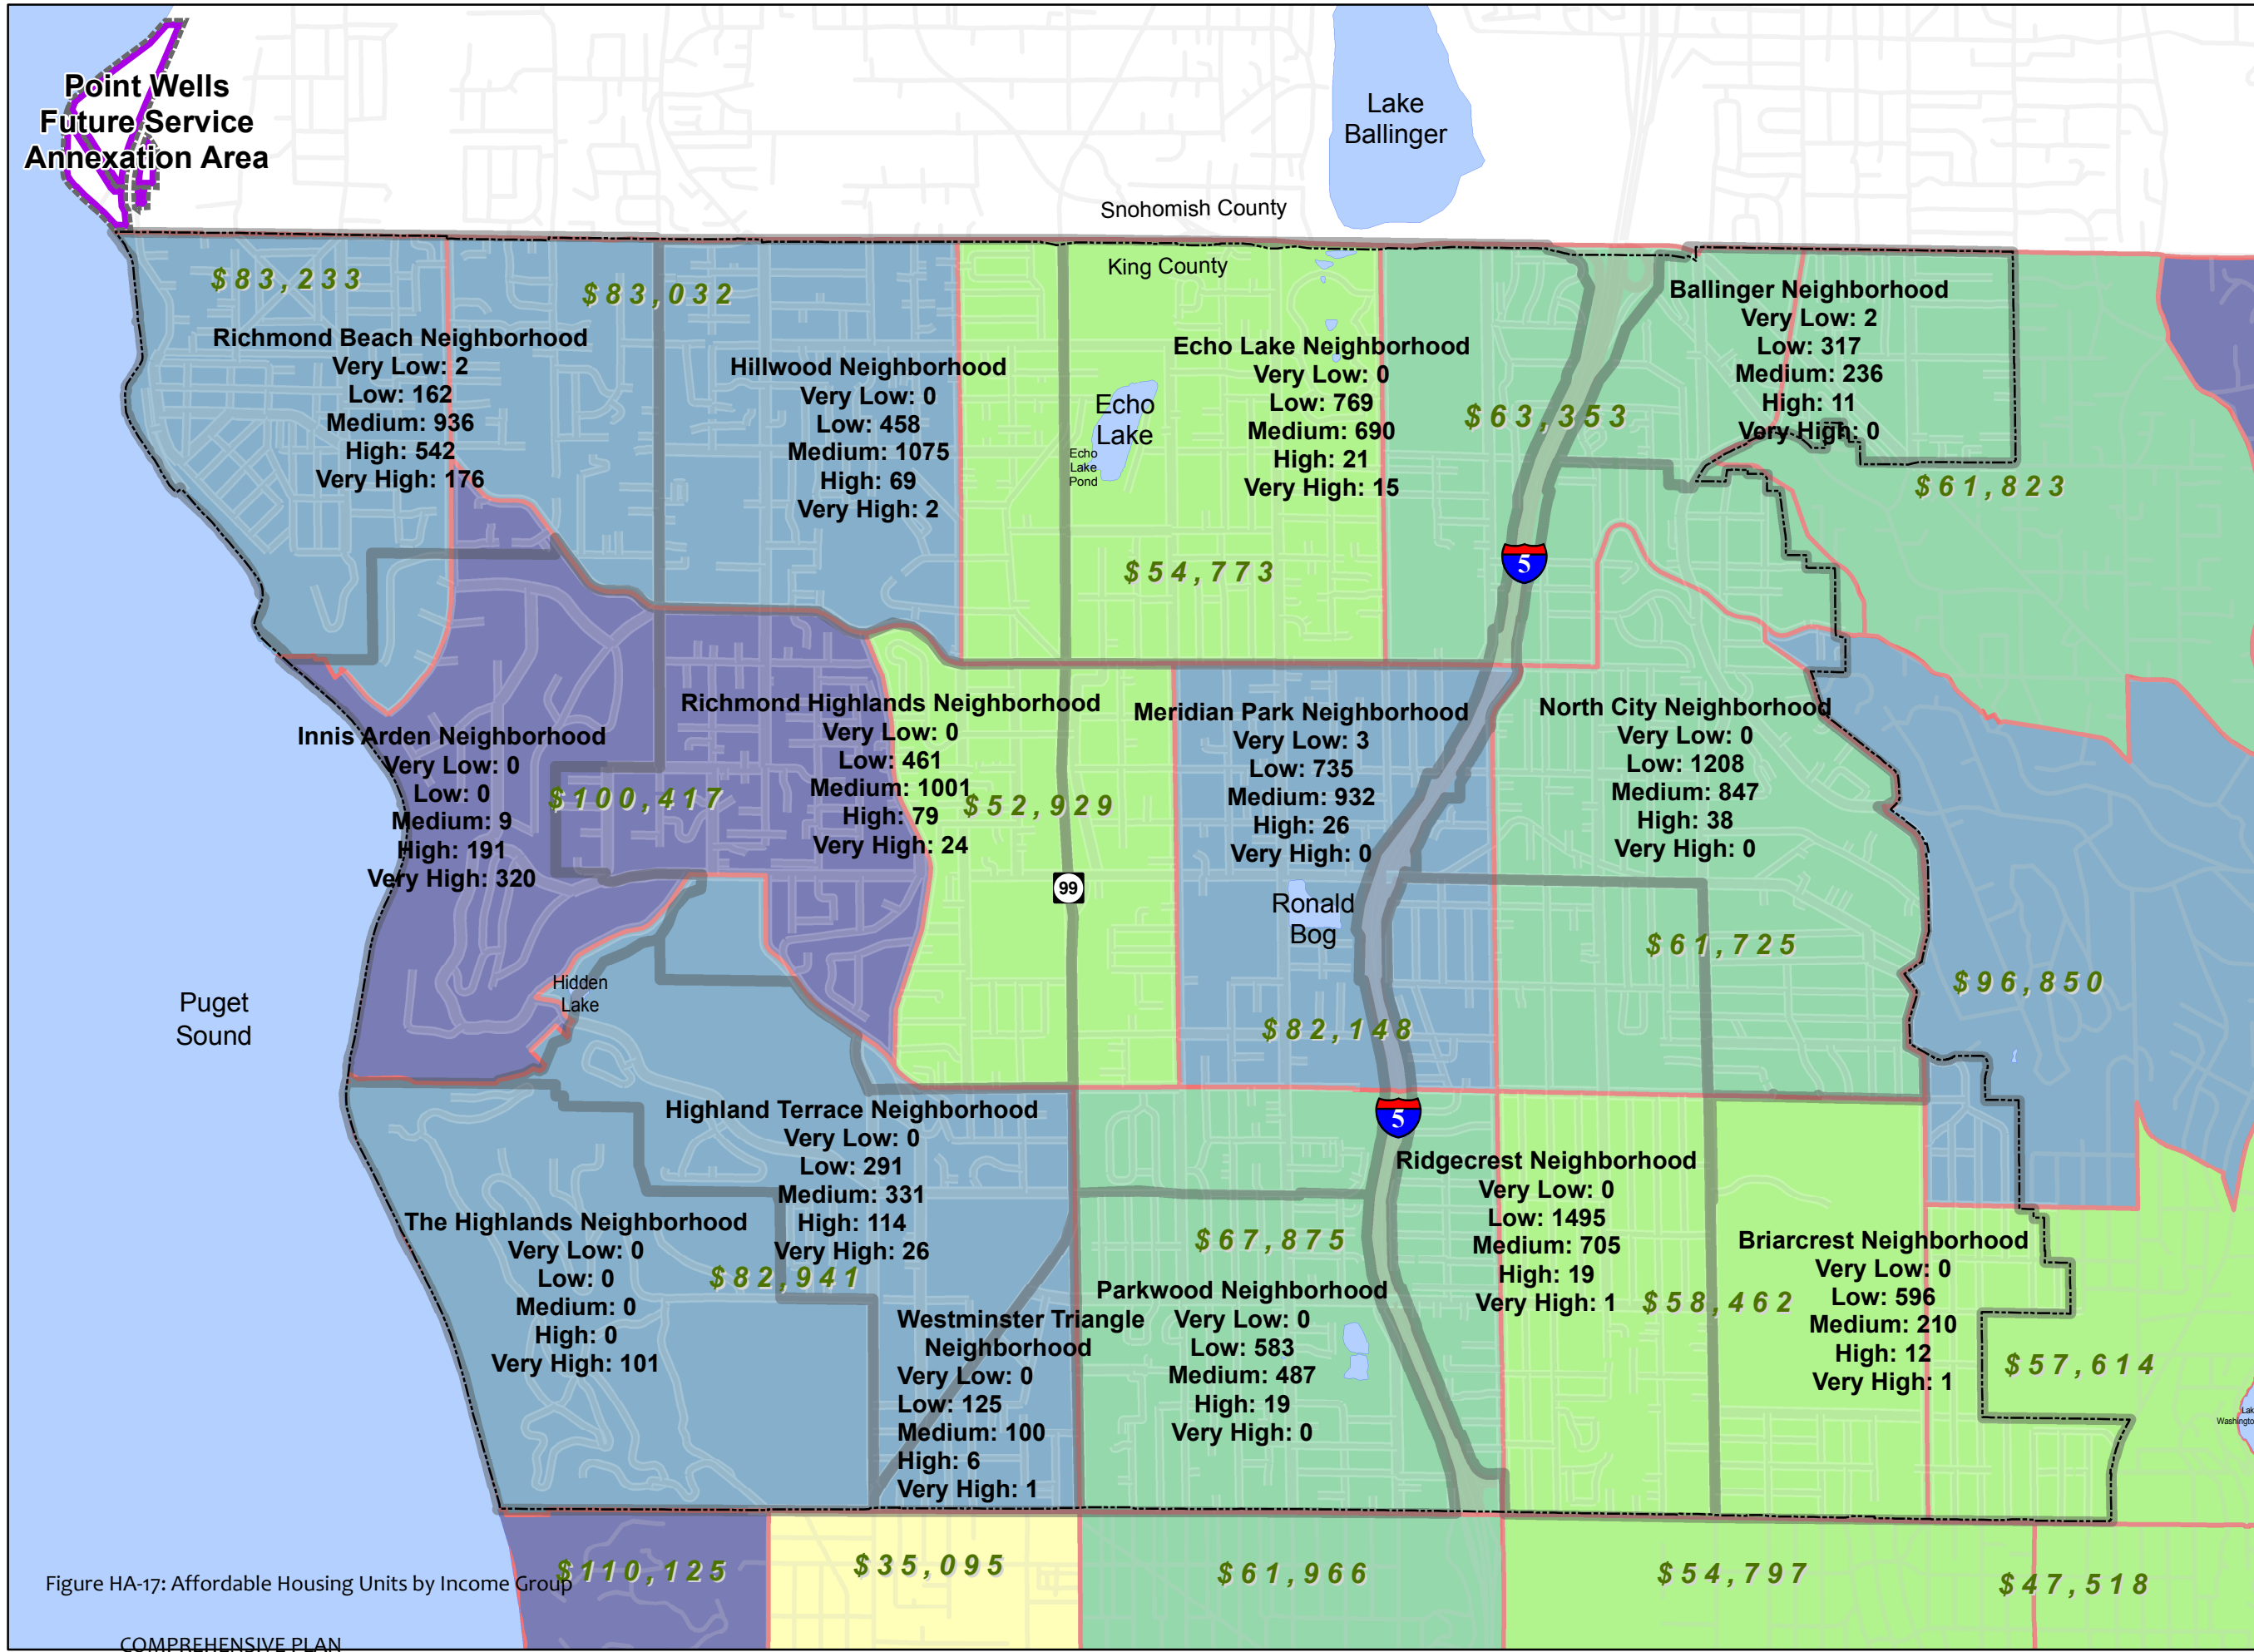 Point Wells
Future Service
Annexation Area
Lake
Ballinger
Snohomish County
King County
$83,233
$83,032
Richmond Beach Neighborhood
Very Low: 2
Low: 162
Medium: 936
High: 542
Very High: 176
Hillwood Neighborhood
Very Low: 0
Low: 458
Medium: 1075
High: 69
Very High: 2
Echo
Lake
Echo
Lake
Pond
Echo Lake Neighborhood
Very Low: 0
Low: 769
Medium: 690
High: 21
Very High: 15
$54,773
$63,353
Ballinger Neighborhood
Very Low: 2
Low: 317
Medium: 236
High: 11
Very High: 0
$61,823
5
Innis Arden Neighborhood
Very Low: 0
Low: 0
Medium: 9
High: 191
Very High: 320
$100,417
Richmond Highlands Neighborhood
Very Low: 0
Low: 461
Medium: 1001
High: 79
Very High: 24
$52,929
99
Meridian Park Neighborhood
Very Low: 3
Low: 735
Medium: 932
High: 26
Very High: 0
Ronald
Bog
$82,148
North City Neighborhood
Very Low: 0
Low: 1208
Medium: 847
High: 38
Very High: 0
$61,725
$96,850
Puget
Sound
Hidden
Lake
5
Highland Terrace Neighborhood
Very Low: 0
Low: 291
Medium: 331
High: 114
Very High: 26
The Highlands Neighborhood
Very Low: 0
Low: 0
Medium: 0
High: 0
Very High: 101
$82,941
Westminster Triangle
Neighborhood
Very Low: 0
Low: 125
Medium: 100
High: 6
Very High: 1
$67,875
Parkwood Neighborhood
Very Low: 0
Low: 583
Medium: 487
High: 19
Very High: 0
Ridgecrest Neighborhood
Very Low: 0
Low: 1495
Medium: 705
High: 19
Very High: 1
$58,462
Briarcrest Neighborhood
Very Low: 0
Low: 596
Medium: 210
High: 12
Very High: 1
$57,614
Lak
Washingto
$110,125
$35,095
$61,966
$54,797
$47,518
Figure HA-17: Affordable Housing Units by Income Group
COMPREHENSIVE PLAN